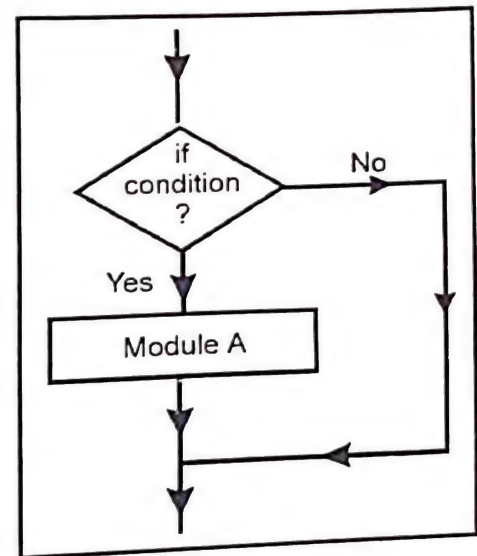 if
condition
?
No
Yes
Module A